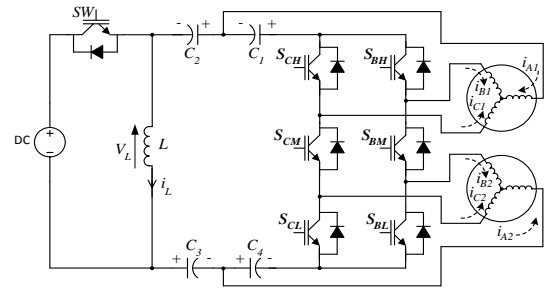 SW
- +
- +
C2
C1
SCH
SBH
iA1
iB1
iC1
DC
+
-
VL
L
iL
SCM
SBM
iB2
iC2
SCL
SBL
iA2
C3
C4
+ -
+ -